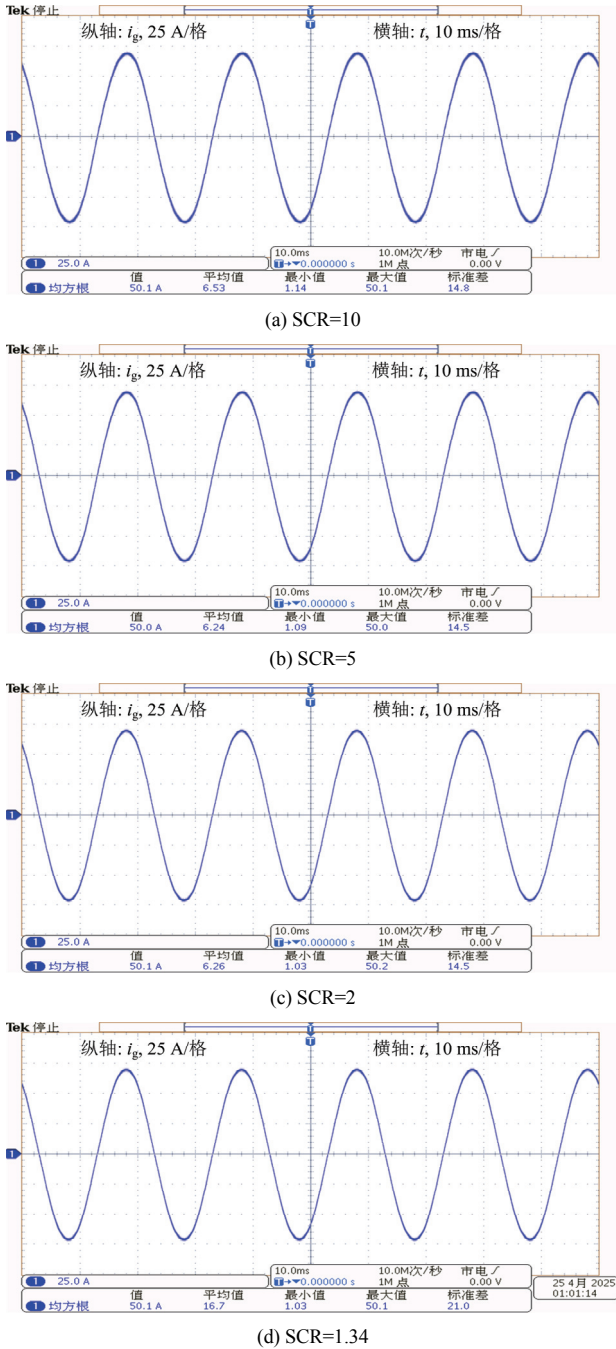 Tek 停止
纵轴: ig, 25 A/格 横轴: t, 10 ms/格
T
T
1
1 25.0 A
10.0ms 10.0M次/秒 市电 ∕
T→▼0.000000 s 1M 点 0.00 V
值 平均值 最小值 最大值 标准差
1 均方根 50.1 A 6.53 1.14 50.1 14.8
(a) SCR=10
Tek 停止
纵轴: ig, 25 A/格 横轴: t, 10 ms/格
T
T
1
1 25.0 A
10.0ms 10.0M次/秒 市电 ∕
T→▼0.000000 s 1M 点 0.00 V
值 平均值 最小值 最大值 标准差
1 均方根 50.0 A 6.24 1.09 50.0 14.5
(b) SCR=5
Tek 停止
纵轴: ig, 25 A/格 横轴: t, 10 ms/格
T
T
1
1 25.0 A
10.0ms 10.0M次/秒 市电 ∕
T→▼0.000000 s 1M 点 0.00 V
值 平均值 最小值 最大值 标准差
1 均方根 50.1 A 6.26 1.03 50.2 14.5
(c) SCR=2
Tek 停止
纵轴: ig, 25 A/格 横轴: t, 10 ms/格
T
T
1
1 25.0 A
10.0ms 10.0M次/秒 市电 ∕
T→▼0.000000 s 1M 点 0.00 V
值 平均值 最小值 最大值 标准差
1 均方根 50.1 A 16.7 1.03 50.1 21.0
25 4月 2025
01:01:14
(d) SCR=1.34